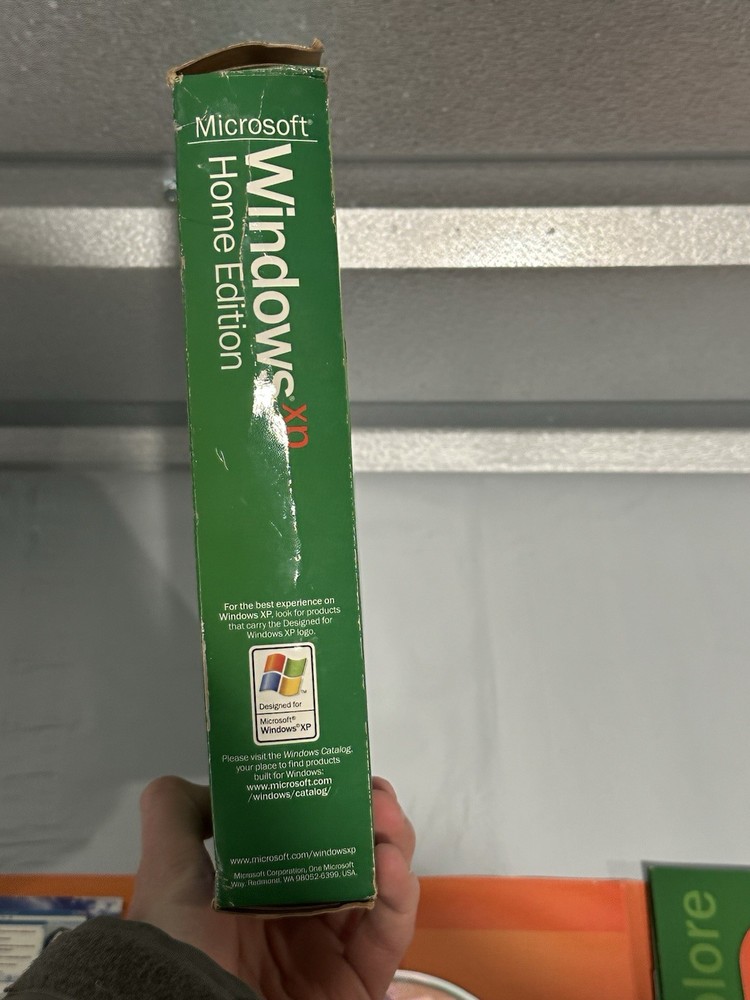 Microsoft®
Windows® xp
Home Edition
For the best experience on
Windows XP, look for products
that carry the Designed for
Windows XP logo.
TM
Designed for
Microsoft®
Windows® XP
Please visit the Windows Catalog,
your place to find products
built for Windows:
www.microsoft.com
/windows/catalog/
www.microsoft.com/windowsxp
Microsoft Corporation, One Microsoft
Way, Redmond, WA 98052-6399. USA.
lore